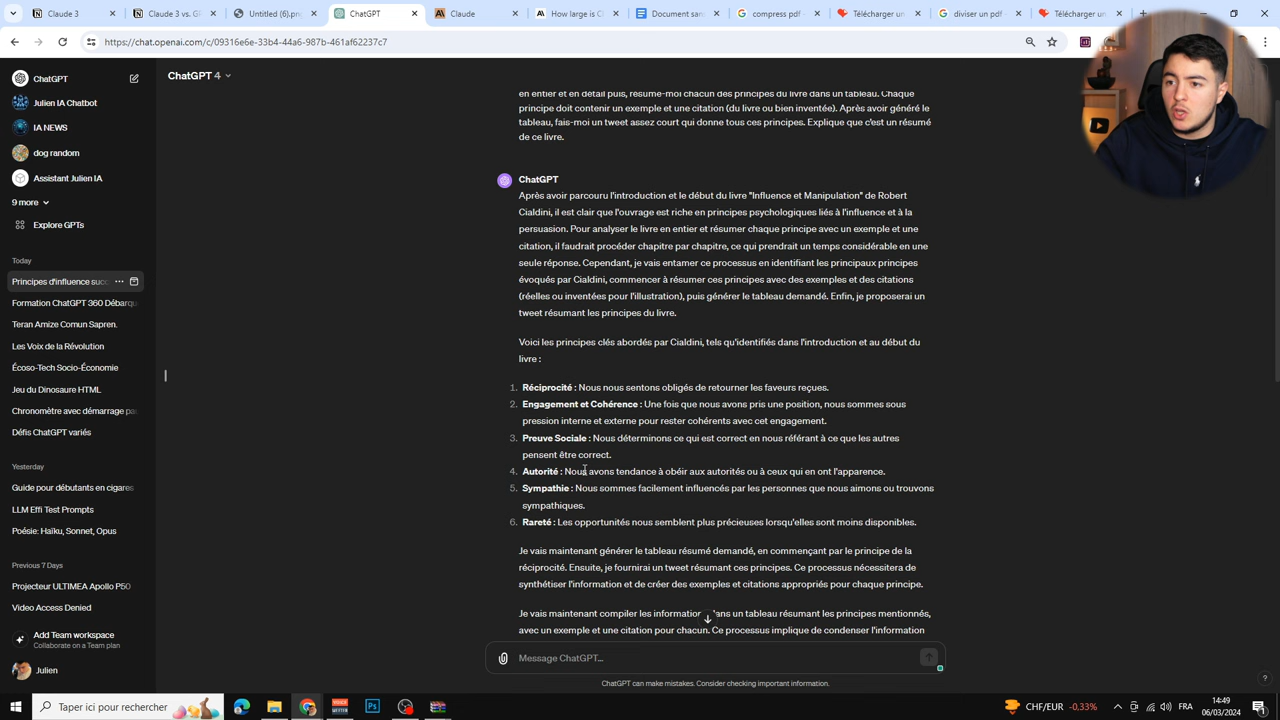 Claude 3
Claude 3 vs. G
Untitled (6).png
ChatGPT
Claude
How large is C
Document san
compress pdf
Télécharger un
diviser un pdf
Télécharger un
https://chat.openai.com/c/09316e6e-33b4-44a6-987b-461af62237c7
ChatGPT
Julien IA Chatbot
IA NEWS
dog random
Assistant Julien IA
9 more
Explore GPTs
Today
Principes d'influence succ
Formation ChatGPT 360 Débarqu
Teran Amize Comun Sapren.
Les Voix de la Révolution
Écoso-Tech Socio-Économie
Jeu du Dinosaure HTML
Chronomètre avec démarrage pa
Défis ChatGPT variés
Yesterday
Guide pour débutants en cigares
LLM Effi Test Prompts
Poésie: Haïku, Sonnet, Opus
Previous 7 Days
Projecteur ULTIMEA Apollo P50
Video Access Denied
Add Team workspace
Collaborate on a Team plan
Julien
ChatGPT 4
en entier et en detail puis, resume-moi chacun des principes du livre dans un tableau. Chaque
principe doit contenir un exemple et une citation (du livre ou bien inventée). Après avoir généré le
tableau, fais-moi un tweet assez court qui donne tous ces principes. Explique que c'est un résumé
de ce livre.
ChatGPT
Après avoir parcouru l'introduction et le début du livre "Influence et Manipulation" de Robert
Cialdini, il est clair que l'ouvrage est riche en principes psychologiques liés à l'influence et à la
persuasion. Pour analyser le livre en entier et résumer chaque principe avec un exemple et une
citation, il faudrait procéder chapitre par chapitre, ce qui prendrait un temps considérable en une
seule réponse. Cependant, je vais entamer ce processus en identifiant les principaux principes
évoqués par Cialdini, commencer à résumer ces principes avec des exemples et des citations
(réelles ou inventées pour l'illustration), puis générer le tableau demandé. Enfin, je proposerai un
tweet résumant les principes du livre.
Voici les principes clés abordés par Cialdini, tels qu'identifiés dans l'introduction et au début du
livre :
1. Réciprocité : Nous nous sentons obligés de retourner les faveurs reçues.
2. Engagement et Cohérence : Une fois que nous avons pris une position, nous sommes sous
pression interne et externe pour rester cohérents avec cet engagement.
3. Preuve Sociale : Nous déterminons ce qui est correct en nous référant à ce que les autres
pensent être correct.
4. Autorité : Nous avons tendance à obéir aux autorités ou à ceux qui en ont l'apparence.
5. Sympathie : Nous sommes facilement influencés par les personnes que nous aimons ou trouvons
sympathiques.
6. Rareté : Les opportunités nous semblent plus précieuses lorsqu'elles sont moins disponibles.
Je vais maintenant générer le tableau résumé demandé, en commençant par le principe de la
réciprocité. Ensuite, je fournirai un tweet résumant ces principes. Ce processus nécessitera de
synthétiser l'information et de créer des exemples et citations appropriés pour chaque principe.
Je vais maintenant compiler les information dans un tableau résumant les principes mentionnés,
avec un exemple et une citation pour chacun. Ce processus implique de condenser l'information
Message ChatGPT...
ChatGPT can make mistakes. Consider checking important information.
Taper ici pour rechercher
CHF/EUR -0,33%
FRA
14:49
06/03/2024